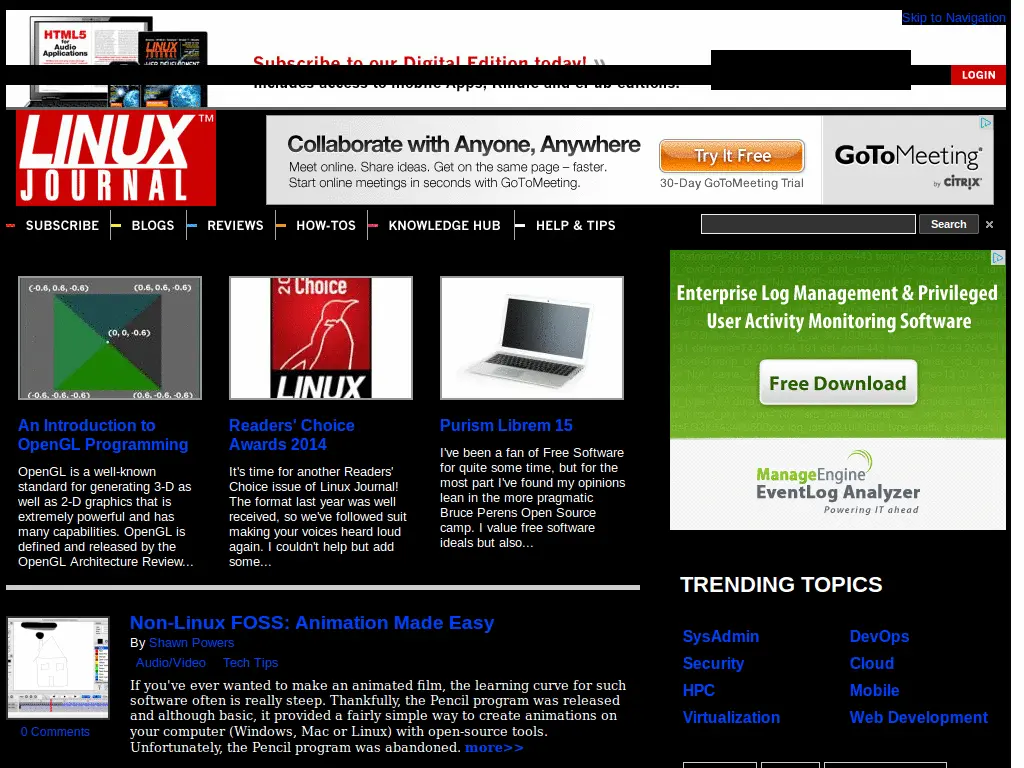 Skip to Navigation
HTML5
for
Audio
Applications
LINUX
JOURNAL
Subscribe to our Digital Edition today! »
Includes access to mobile Apps, Kindle and ePub editions.
LOGIN
LINUX™
JOURNAL
Collaborate with Anyone, Anywhere
Meet online. Share ideas. Get on the same page – faster.
Start online meetings in seconds with GoToMeeting.
Try It Free
30-Day GoToMeeting Trial
GoToMeeting
by CITRIX
SUBSCRIBE BLOGS REVIEWS HOW-TOS KNOWLEDGE HUB HELP & TIPS
Search ×
(-0.6, 0.6, -0.6) (0.6, 0.6, -0.6)
(0, 0, -0.6)
(-0.6, -0.6, -0.6) (0.6, -0.6, -0.6)
Choice
LINUX
An Introduction to
OpenGL Programming
OpenGL is a well-known
standard for generating 3-D as
well as 2-D graphics that is
extremely powerful and has
many capabilities. OpenGL is
defined and released by the
OpenGL Architecture Review...
Readers' Choice
Awards 2014
It's time for another Readers'
Choice issue of Linux Journal!
The format last year was well
received, so we've followed suit
making your voices heard loud
again. I couldn't help but add
some...
Purism Librem 15
I've been a fan of Free Software
for quite some time, but for the
most part I've found my opinions
lean in the more pragmatic
Bruce Perens Open Source
camp. I value free software
ideals but also...
Enterprise Log Management & Privileged
User Activity Monitoring Software
Free Download
ManageEngine
EventLog Analyzer
Powering IT ahead
Non-Linux FOSS: Animation Made Easy
By Shawn Powers
Audio/Video Tech Tips
If you've ever wanted to make an animated film, the learning curve for such
software often is really steep. Thankfully, the Pencil program was released
and although basic, it provided a fairly simple way to create animations on
your computer (Windows, Mac or Linux) with open-source tools.
Unfortunately, the Pencil program was abandoned. more>>
0 Comments
TRENDING TOPICS
SysAdmin DevOps
Security Cloud
HPC Mobile
Virtualization Web Development